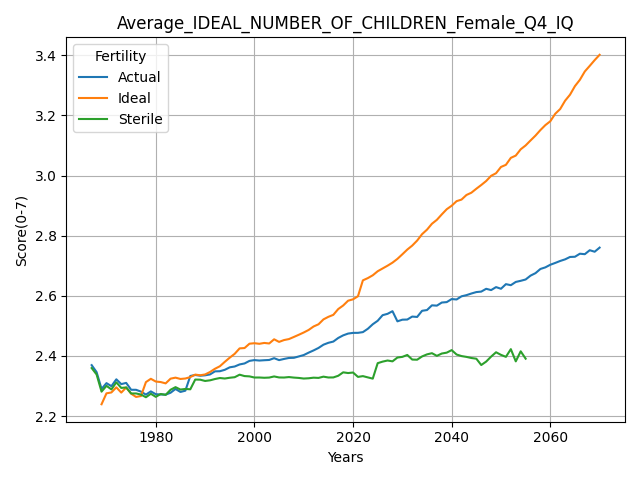 Average_IDEAL_NUMBER_OF_CHILDREN_Female_Q4_IQ
Fertility
Actual
Ideal
Sterile
Score(0-7)
3.4
3.2
3.0
2.8
2.6
2.4
2.2
1980
2000
2020
2040
2060
Years